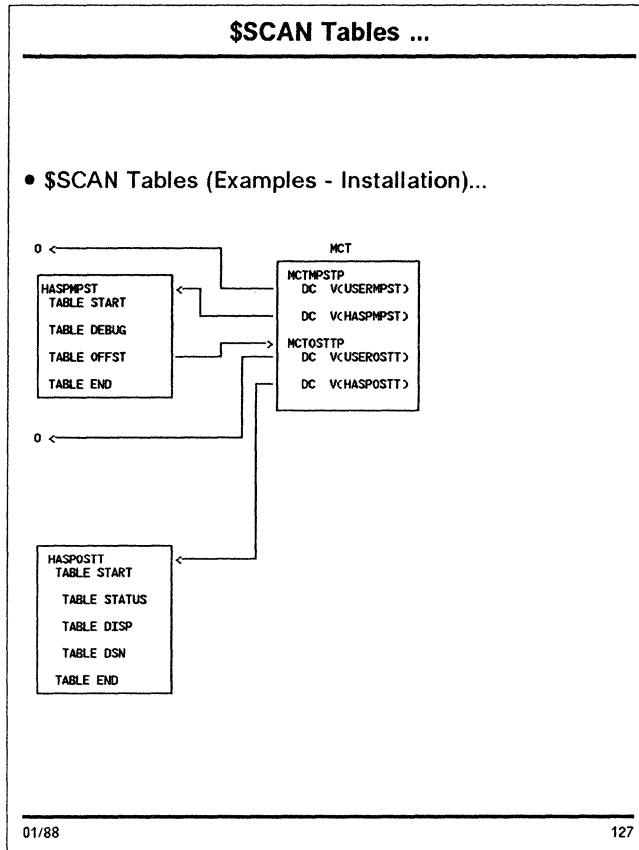 $SCAN Tables ...
• $SCAN Tables (Examples - Installation)...
0 <
MCT
MCTMPSTP
DC V(USERMPST)
DC V(HASPMPST)
MCTOSTTP
DC V(USEROSTT)
DC V(HASPOSTT)
HASPMPST
TABLE START
TABLE DEBUG
TABLE OFFST
TABLE END
0 <
HASPOSTT
TABLE START
TABLE STATUS
TABLE DISP
TABLE DSN
TABLE END
01/88
127